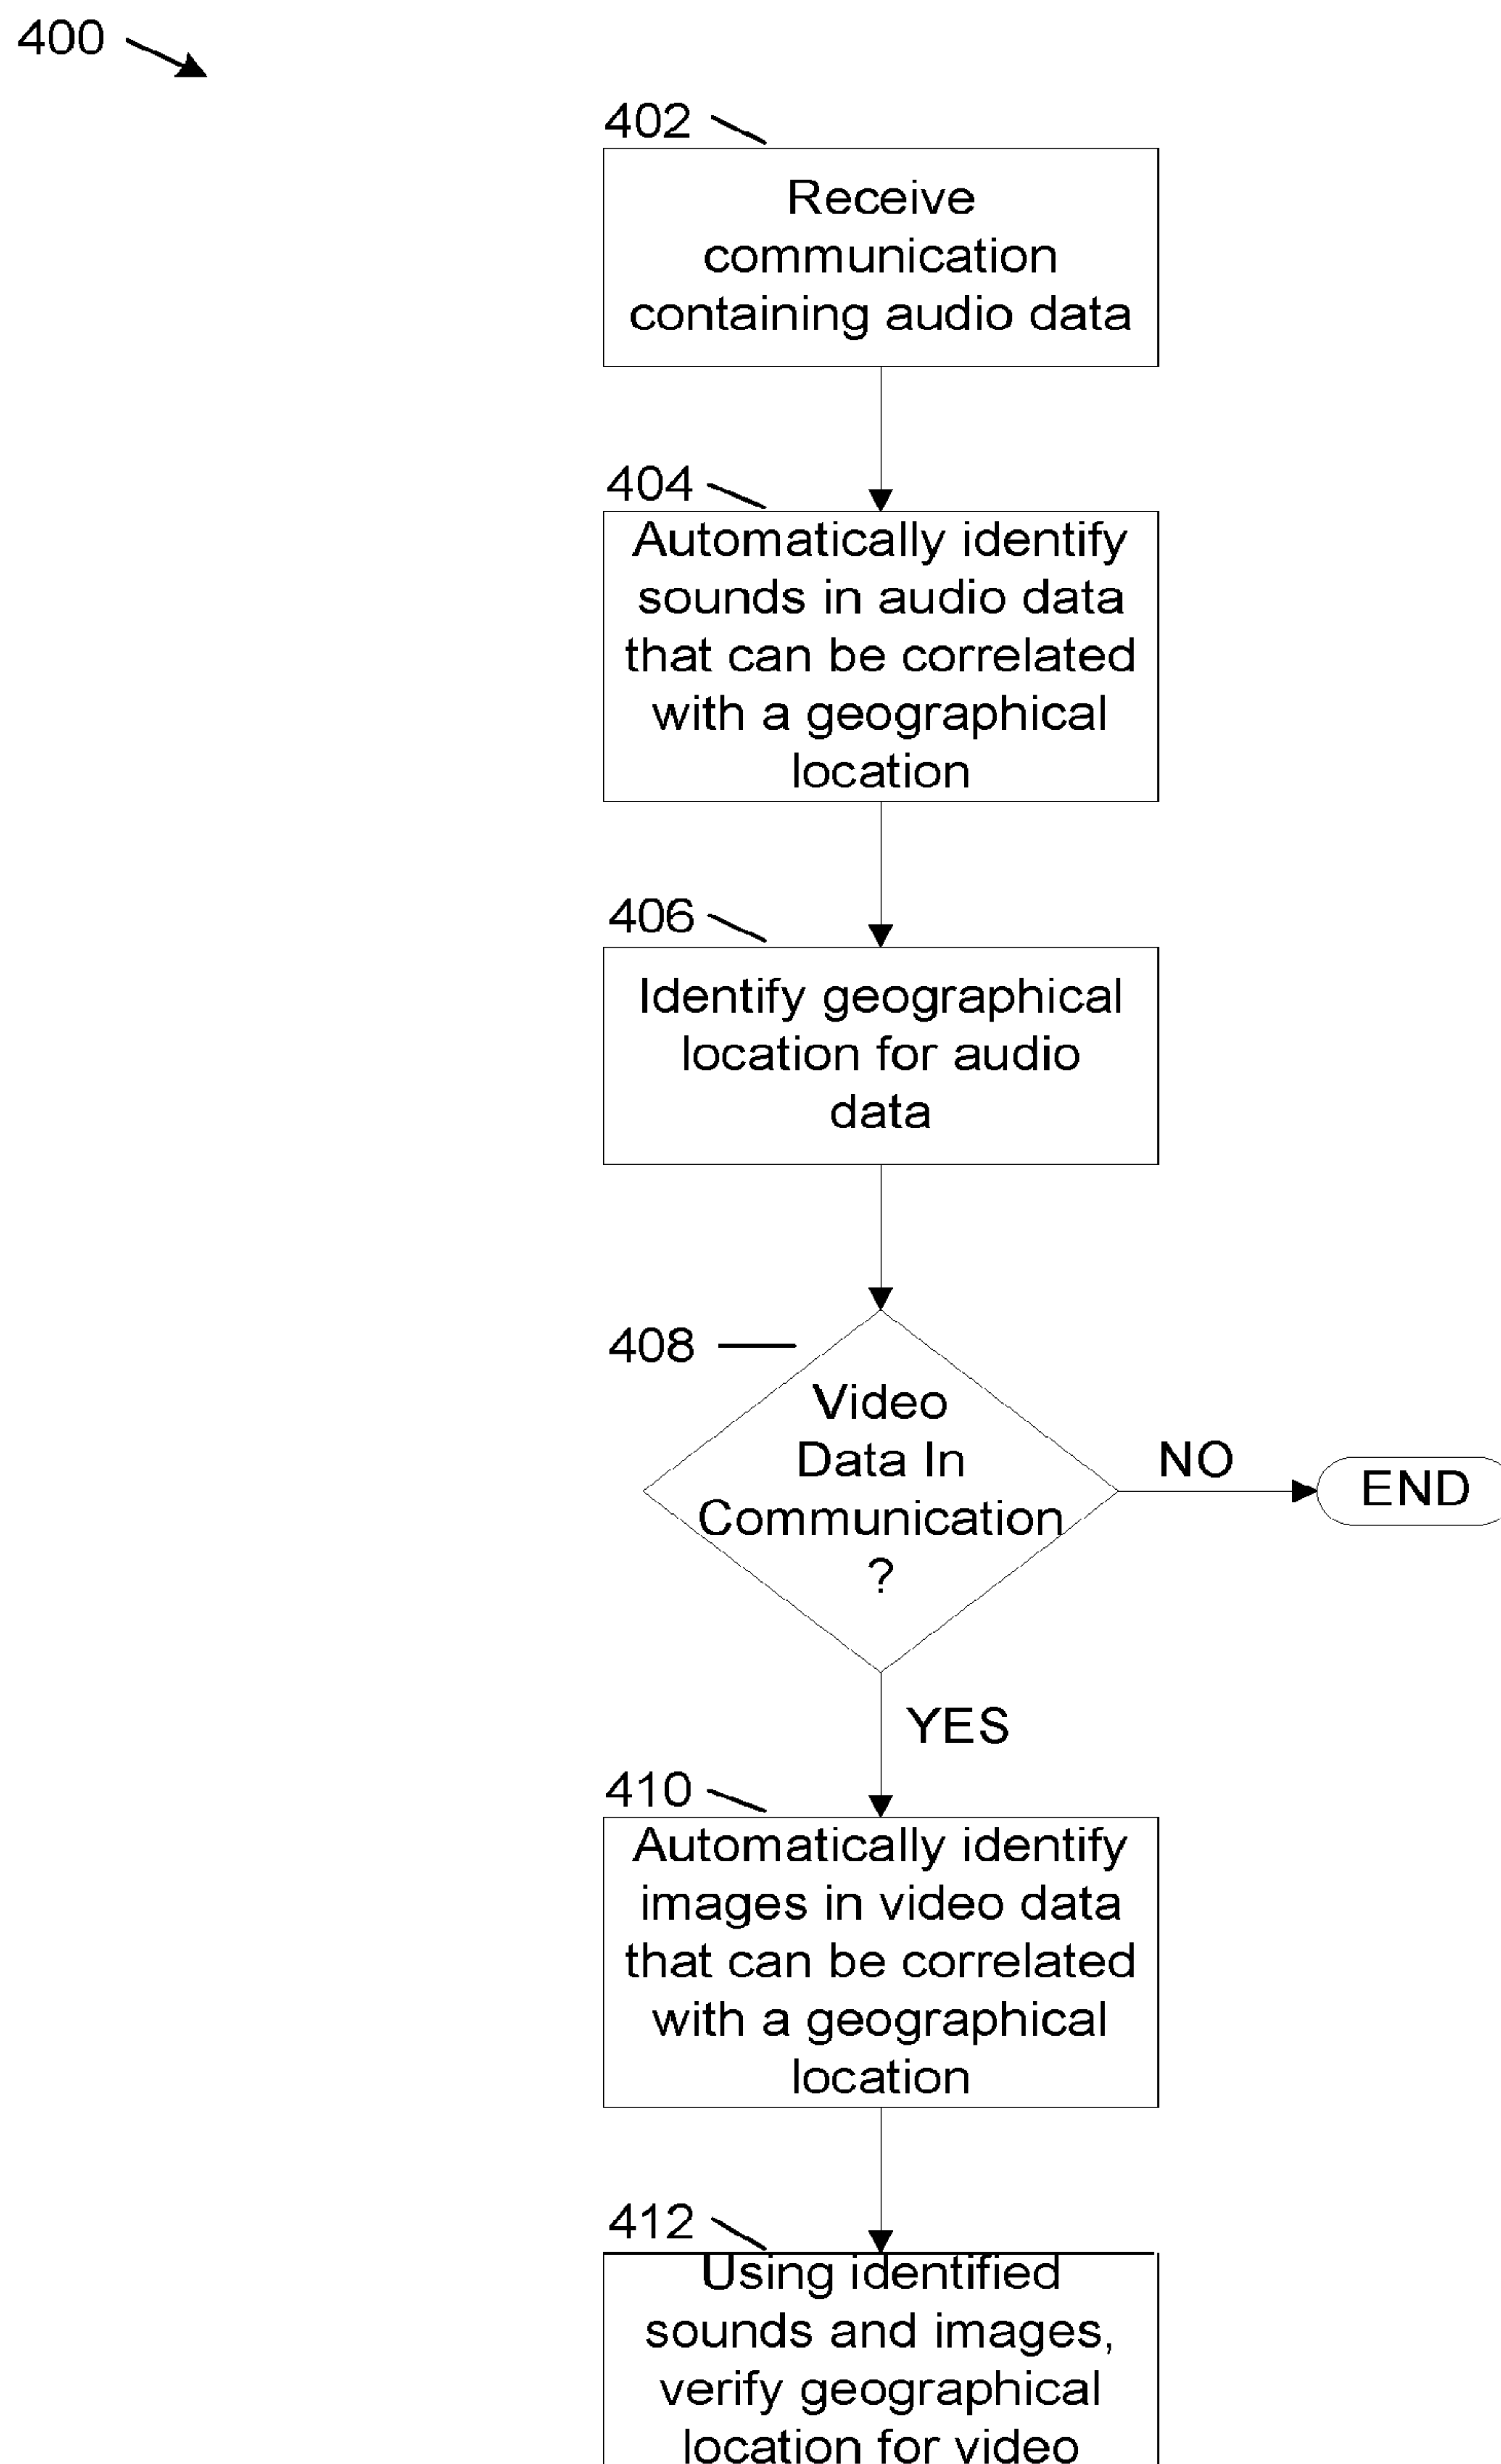 400
402
Receive
communication
containing audio data
404
Automatically identify
sounds in audio data
that can be correlated
with a geographical
location
406
Identify geographical
location for audio
data
408
Video
Data In
Communication
?
NO
END
YES
410
Automatically identify
images in video data
that can be correlated
with a geographical
location
412
Using identified
sounds and images,
verify geographical
location for video